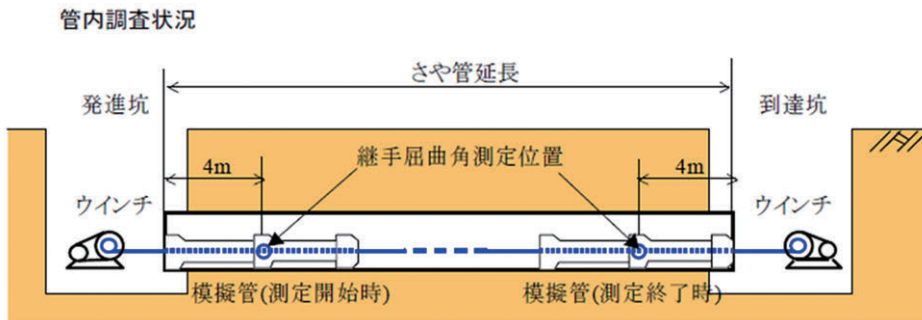 管内調査状況
さや管延長
発進坑
到達坑
4m
継手屈曲角測定位置
4m
ウインチ
ウインチ
模擬管(測定開始時)
模擬管(測定終了時)